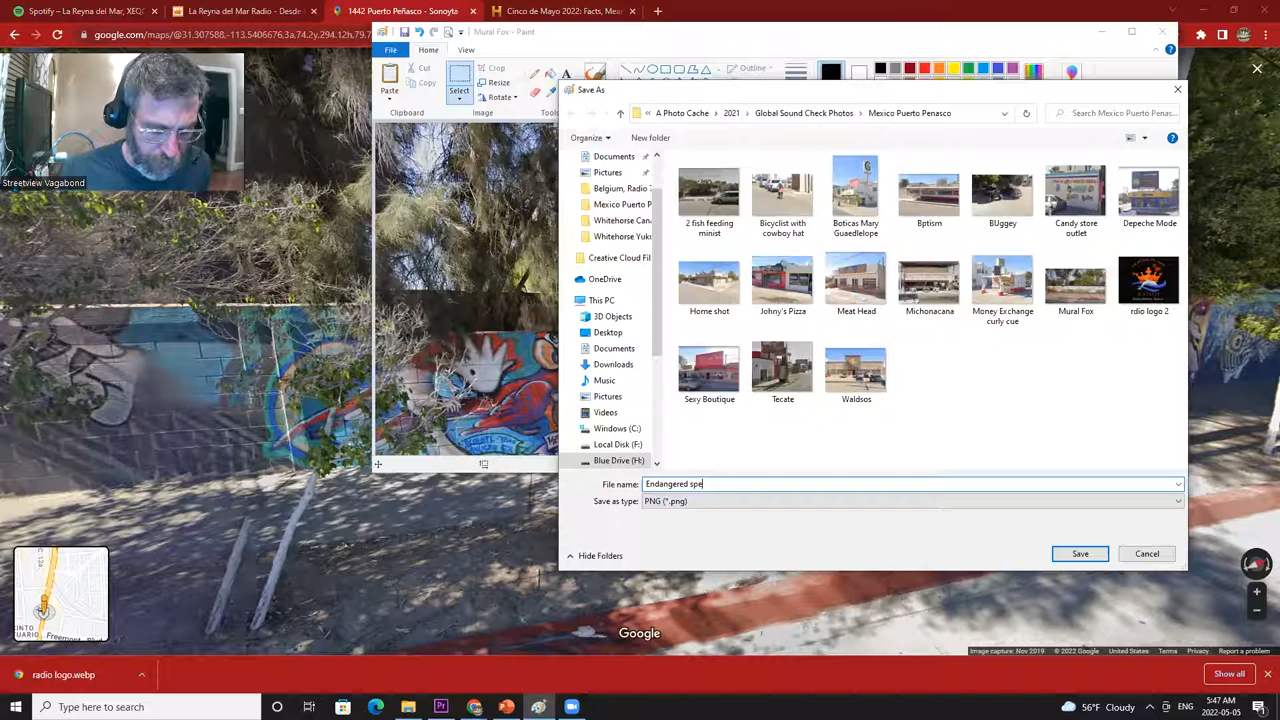 Spotify – La Reyna del Mar, XEQC
La Reyna del Mar Radio - Desde
1442 Puerto Peñasco - Sonoyta
Cinco de Mayo 2022: Facts, Mean
google.com/maps/@31.307588,-113.5406676,3a,74.2y,294.12h,79.7
Mural Fox - Paint
File
Home
View
Cut
Copy
Paste
Clipboard
Select
Crop
Resize
Rotate
Image
Tools
Outline
Streetview Vagabond
Save As
A Photo Cache > 2021 > Global Sound Check Photos > Mexico Puerto Penasco
Search Mexico Puerto Penas...
Organize
New folder
Documents
Pictures
Belgium, Radio
Mexico Puerto P
Whitehorse Cana
Whitehorse Yuko
Creative Cloud Fil
OneDrive
This PC
3D Objects
Desktop
Documents
Downloads
Music
Pictures
Videos
Windows (C:)
Local Disk (F:)
Blue Drive (H:)
2 fish feeding minist
Bicyclist with cowboy hat
Boticas Mary Guaedlelope
Bptism
BUggey
Candy store outlet
Depeche Mode
Home shot
Johny's Pizza
Meat Head
Michonacana
Money Exchange curly cue
Mural Fox
rdio logo 2
Sexy Boutique
Tecate
Waldsos
File name: Endangered spe
Save as type: PNG (*.png)
Hide Folders
Save
Cancel
Freemont Blvd
Google
Image capture: Nov 2019 © 2022 Google United States Terms Privacy Report a problem
radio logo.webp
Show all
Type here to search
56°F Cloudy
ENG
5:47 AM
2022-05-05